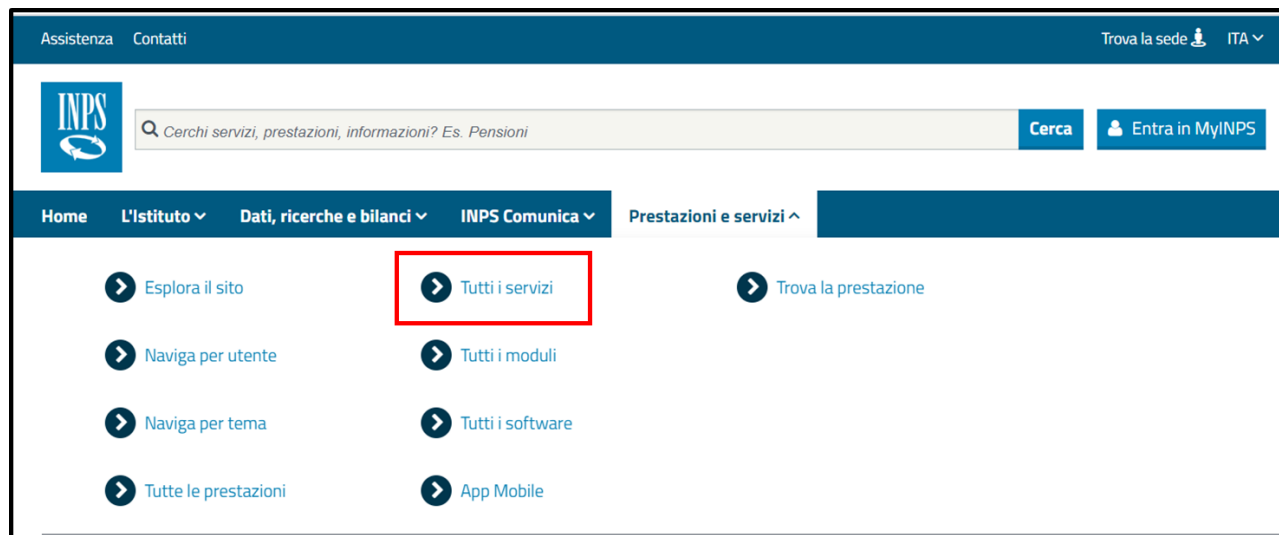 Assistenza Contatti Trova la sede ITA
INPS
Cerchi servizi, prestazioni, informazioni? Es. Pensioni Cerca Entra in MyINPS
Home L'Istituto Dati, ricerche e bilanci INPS Comunica Prestazioni e servizi
Esplora il sito Tutti i servizi Trova la prestazione
Naviga per utente Tutti i moduli
Naviga per tema Tutti i software
Tutte le prestazioni App Mobile